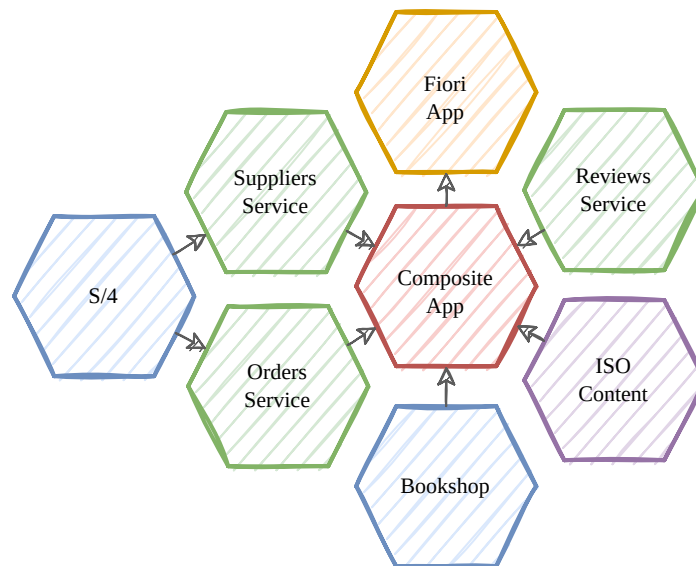 Fiori
App
Suppliers
Service
Reviews
Service
S/4
Composite
App
Orders
Service
ISO
Content
Bookshop